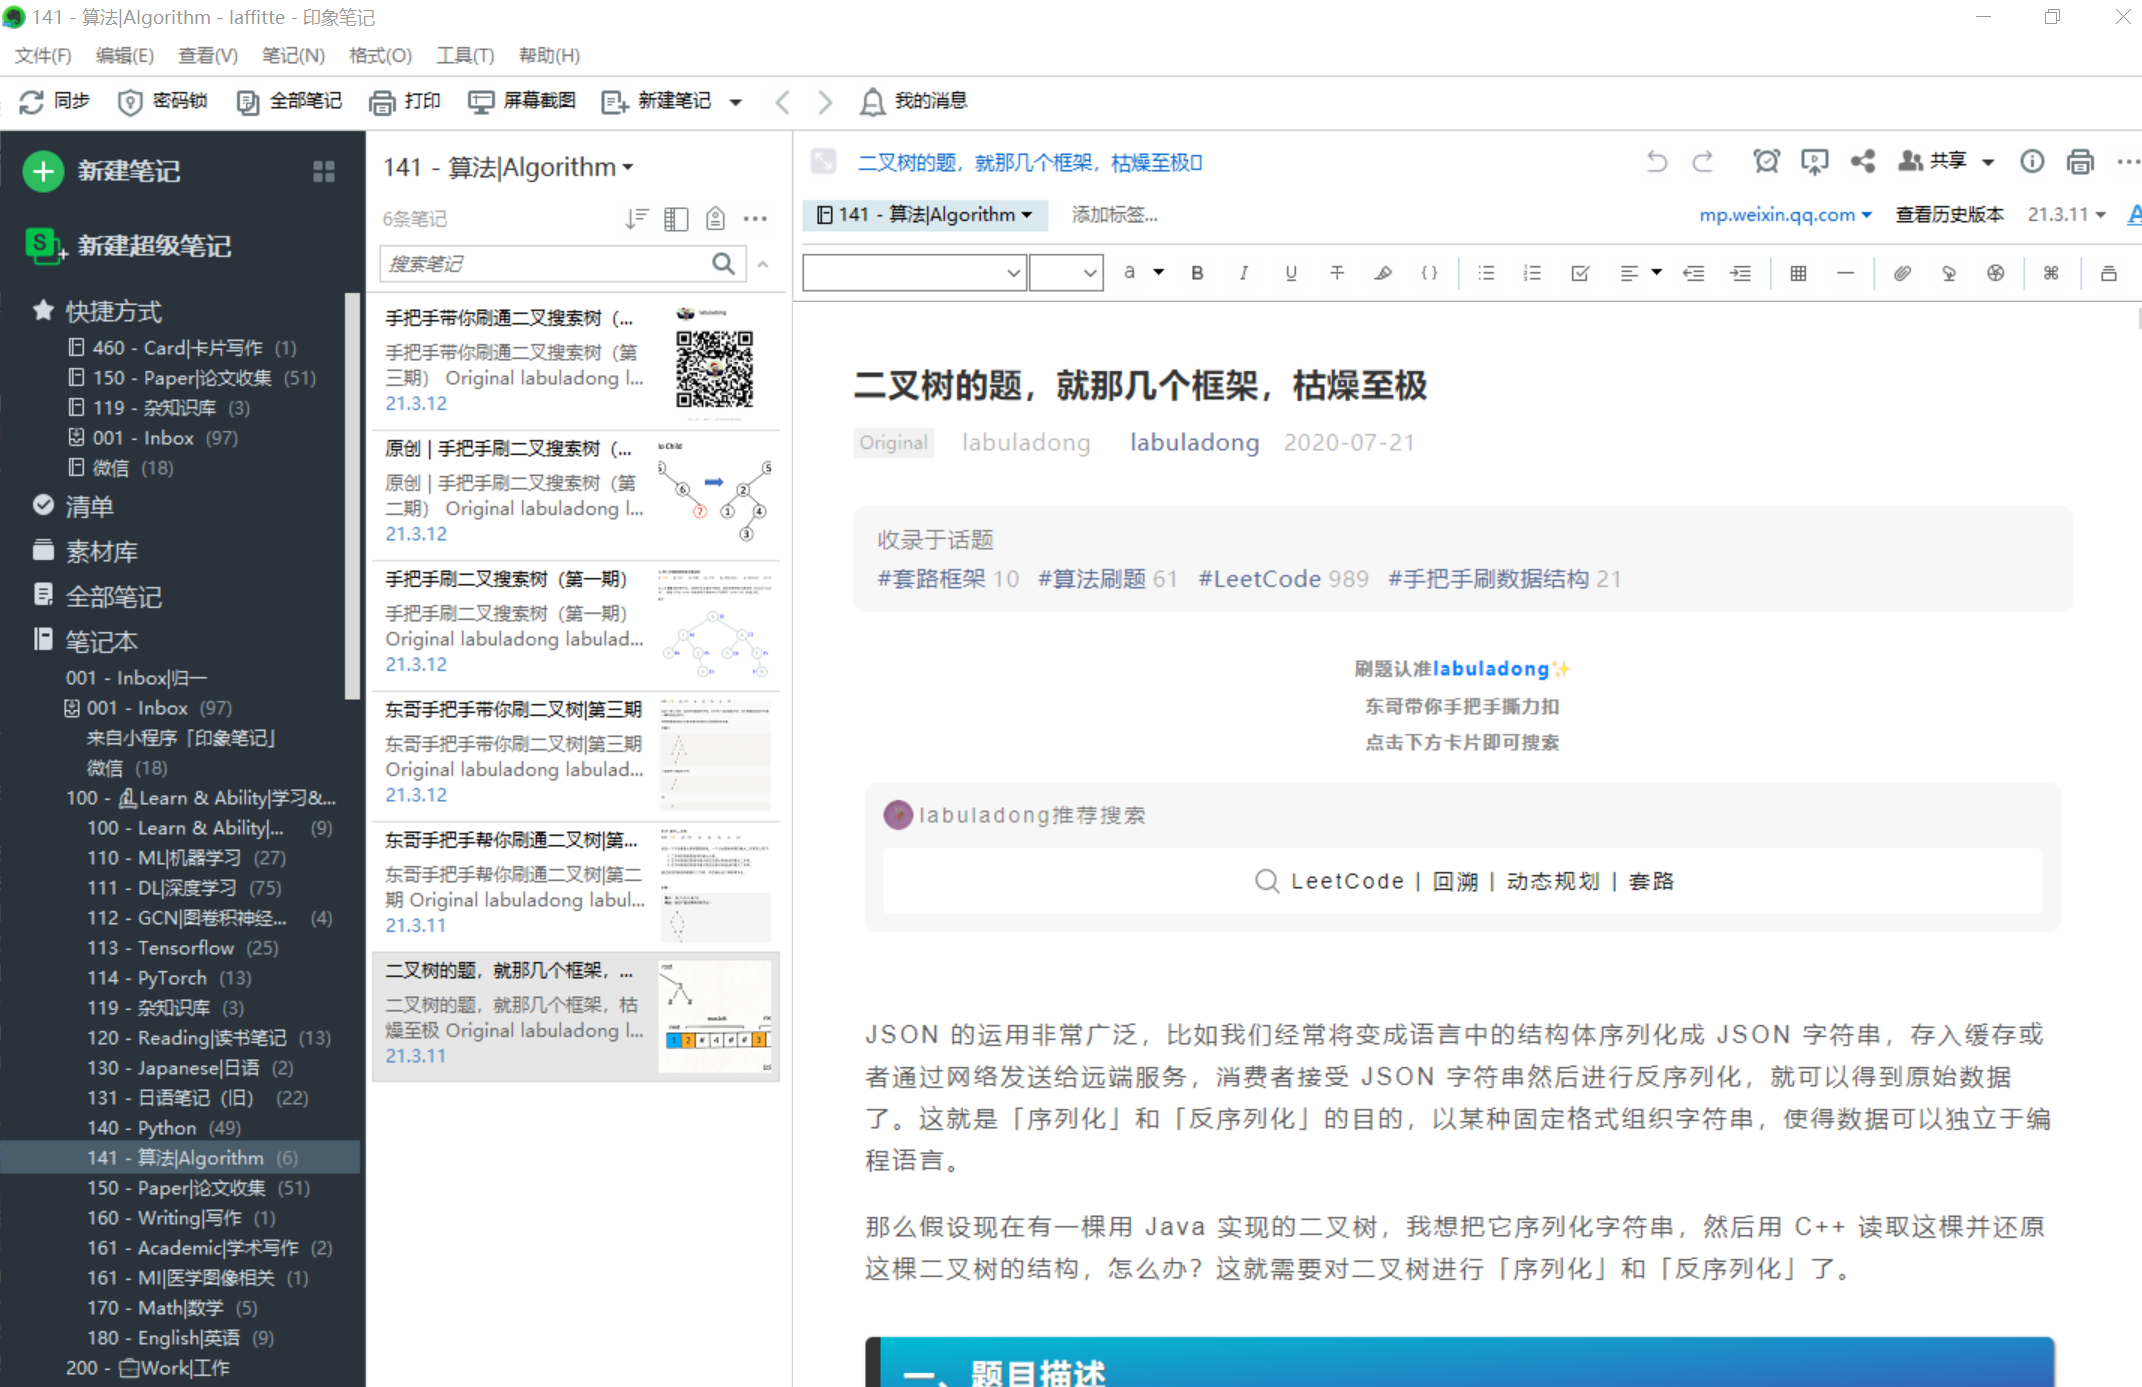 141 - 算法|Algorithm - laffitte - 印象笔记
文件(F) 编辑(E) 查看(V) 笔记(N) 格式(O) 工具(T) 帮助(H)
同步 密码锁 全部笔记 打印 屏幕截图 新建笔记 我的消息
新建笔记
新建超级笔记
快捷方式
460 - Card|卡片写作 (1)
150 - Paper|论文收集 (51)
119 - 杂知识库 (3)
001 - Inbox (97)
微信 (18)
清单
素材库
全部笔记
笔记本
001 - Inbox|归一
001 - Inbox (97)
来自小程序「印象笔记」
微信 (18)
100 - Learn & Ability|学习&...
100 - Learn & Ability|... (9)
110 - ML|机器学习 (27)
111 - DL|深度学习 (75)
112 - GCN|图卷积神经... (4)
113 - Tensorflow (25)
114 - PyTorch (13)
119 - 杂知识库 (3)
120 - Reading|读书笔记 (13)
130 - Japanese|日语 (2)
131 - 日语笔记（旧） (22)
140 - Python (49)
141 - 算法|Algorithm (6)
150 - Paper|论文收集 (51)
160 - Writing|写作 (1)
161 - Academic|学术写作 (2)
161 - MI|医学图像相关 (1)
170 - Math|数学 (5)
180 - English|英语 (9)
200 - Work|工作
141 - 算法|Algorithm
6条笔记
搜索笔记
手把手带你刷通二叉搜索树（...
手把手带你刷通二叉搜索树（第
三期） Original labuladong l...
21.3.12
labuladong
原创 | 手把手刷二叉搜索树（...
原创 | 手把手刷二叉搜索树（第
二期） Original labuladong l...
21.3.12
lo Child
5 5
6 2
7 1 4
3
手把手刷二叉搜索树（第一期）
手把手刷二叉搜索树（第一期）
Original labuladong labulad...
21.3.12
东哥手把手带你刷二叉树|第三期
东哥手把手带你刷二叉树|第三期
Original labuladong labulad...
21.3.12
东哥手把手帮你刷通二叉树|第...
东哥手把手帮你刷通二叉树|第二
期 Original labuladong labul...
21.3.11
二叉树的题，就那几个框架，...
二叉树的题，就那几个框架，枯
燥至极 Original labuladong l...
21.3.11
root
root
1 2 # 4 # # 3
二叉树的题，就那几个框架，枯燥至极
共享
141 - 算法|Algorithm 添加标签... mp.weixin.qq.com 查看历史版本 21.3.11
a B I U T { }
二叉树的题，就那几个框架，枯燥至极
Original labuladong labuladong 2020-07-21
收录于话题
#套路框架 10 #算法刷题 61 #LeetCode 989 #手把手刷数据结构 21
刷题认准labuladong✨
东哥带你手把手撕力扣
点击下方卡片即可搜索
labuladong推荐搜索
LeetCode | 回溯 | 动态规划 | 套路
JSON 的运用非常广泛，比如我们经常将变成语言中的结构体序列化成 JSON 字符串，存入缓存或
者通过网络发送给远端服务，消费者接受 JSON 字符串然后进行反序列化，就可以得到原始数据
了。这就是「序列化」和「反序列化」的目的，以某种固定格式组织字符串，使得数据可以独立于编
程语言。
那么假设现在有一棵用 Java 实现的二叉树，我想把它序列化字符串，然后用 C++ 读取这棵并还原
这棵二叉树的结构，怎么办？这就需要对二叉树进行「序列化」和「反序列化」了。
一、题目描述